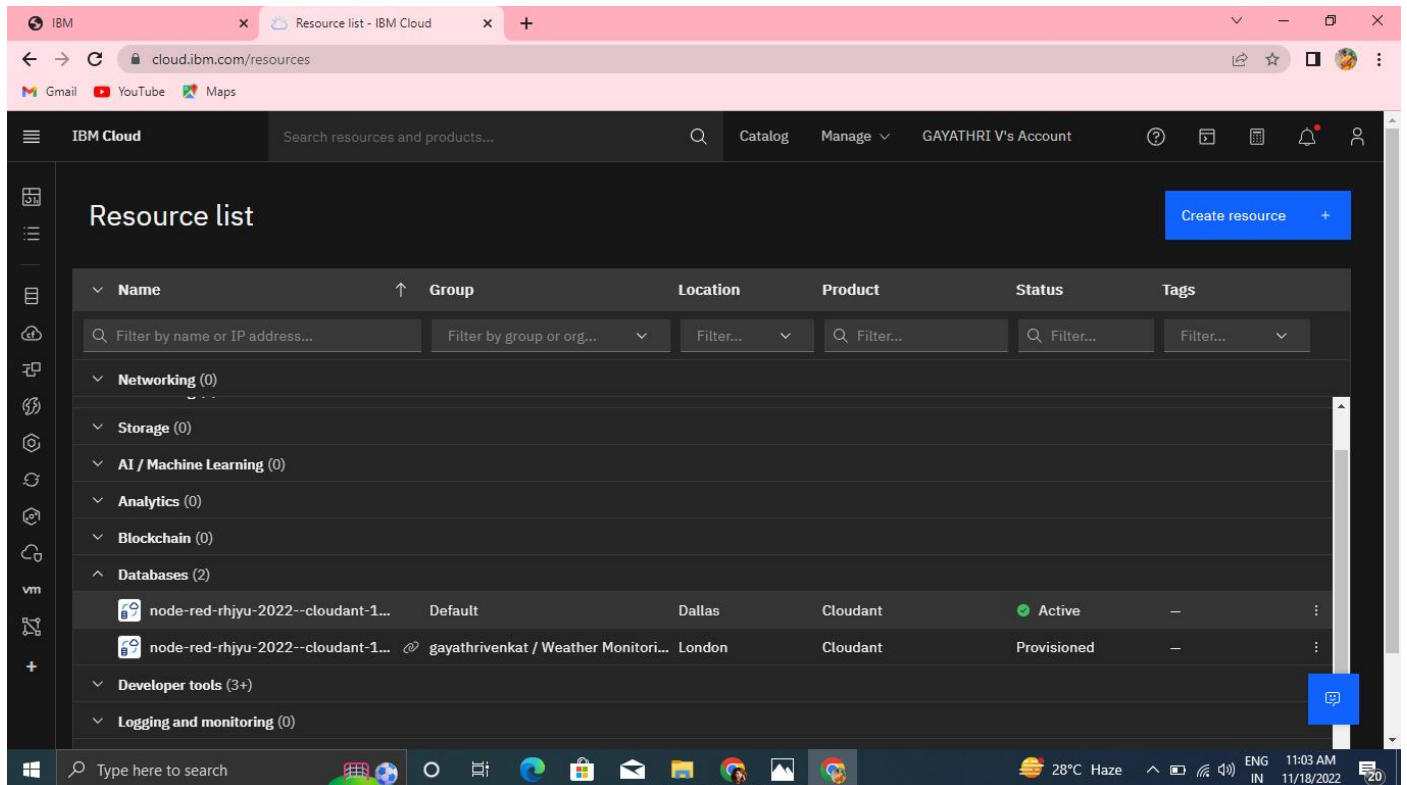 IBM
Resource list - IBM Cloud
cloud.ibm.com/resources
Gmail YouTube Maps
IBM Cloud Search resources and products... Catalog Manage GAYATHRI V's Account
Resource list
Create resource +
Name Group Location Product Status Tags
Filter by name or IP address... Filter by group or org... Filter... Filter... Filter... Filter...
Networking (0)
Storage (0)
AI / Machine Learning (0)
Analytics (0)
Blockchain (0)
Databases (2)
node-red-rhjyu-2022--cloudant-1... Default Dallas Cloudant Active –
node-red-rhjyu-2022--cloudant-1... gayathrivenkat / Weather Monitori... London Cloudant Provisioned –
vm
Developer tools (3+)
Logging and monitoring (0)
Type here to search 28°C Haze ENG 11:03 AM
IN 11/18/2022 20